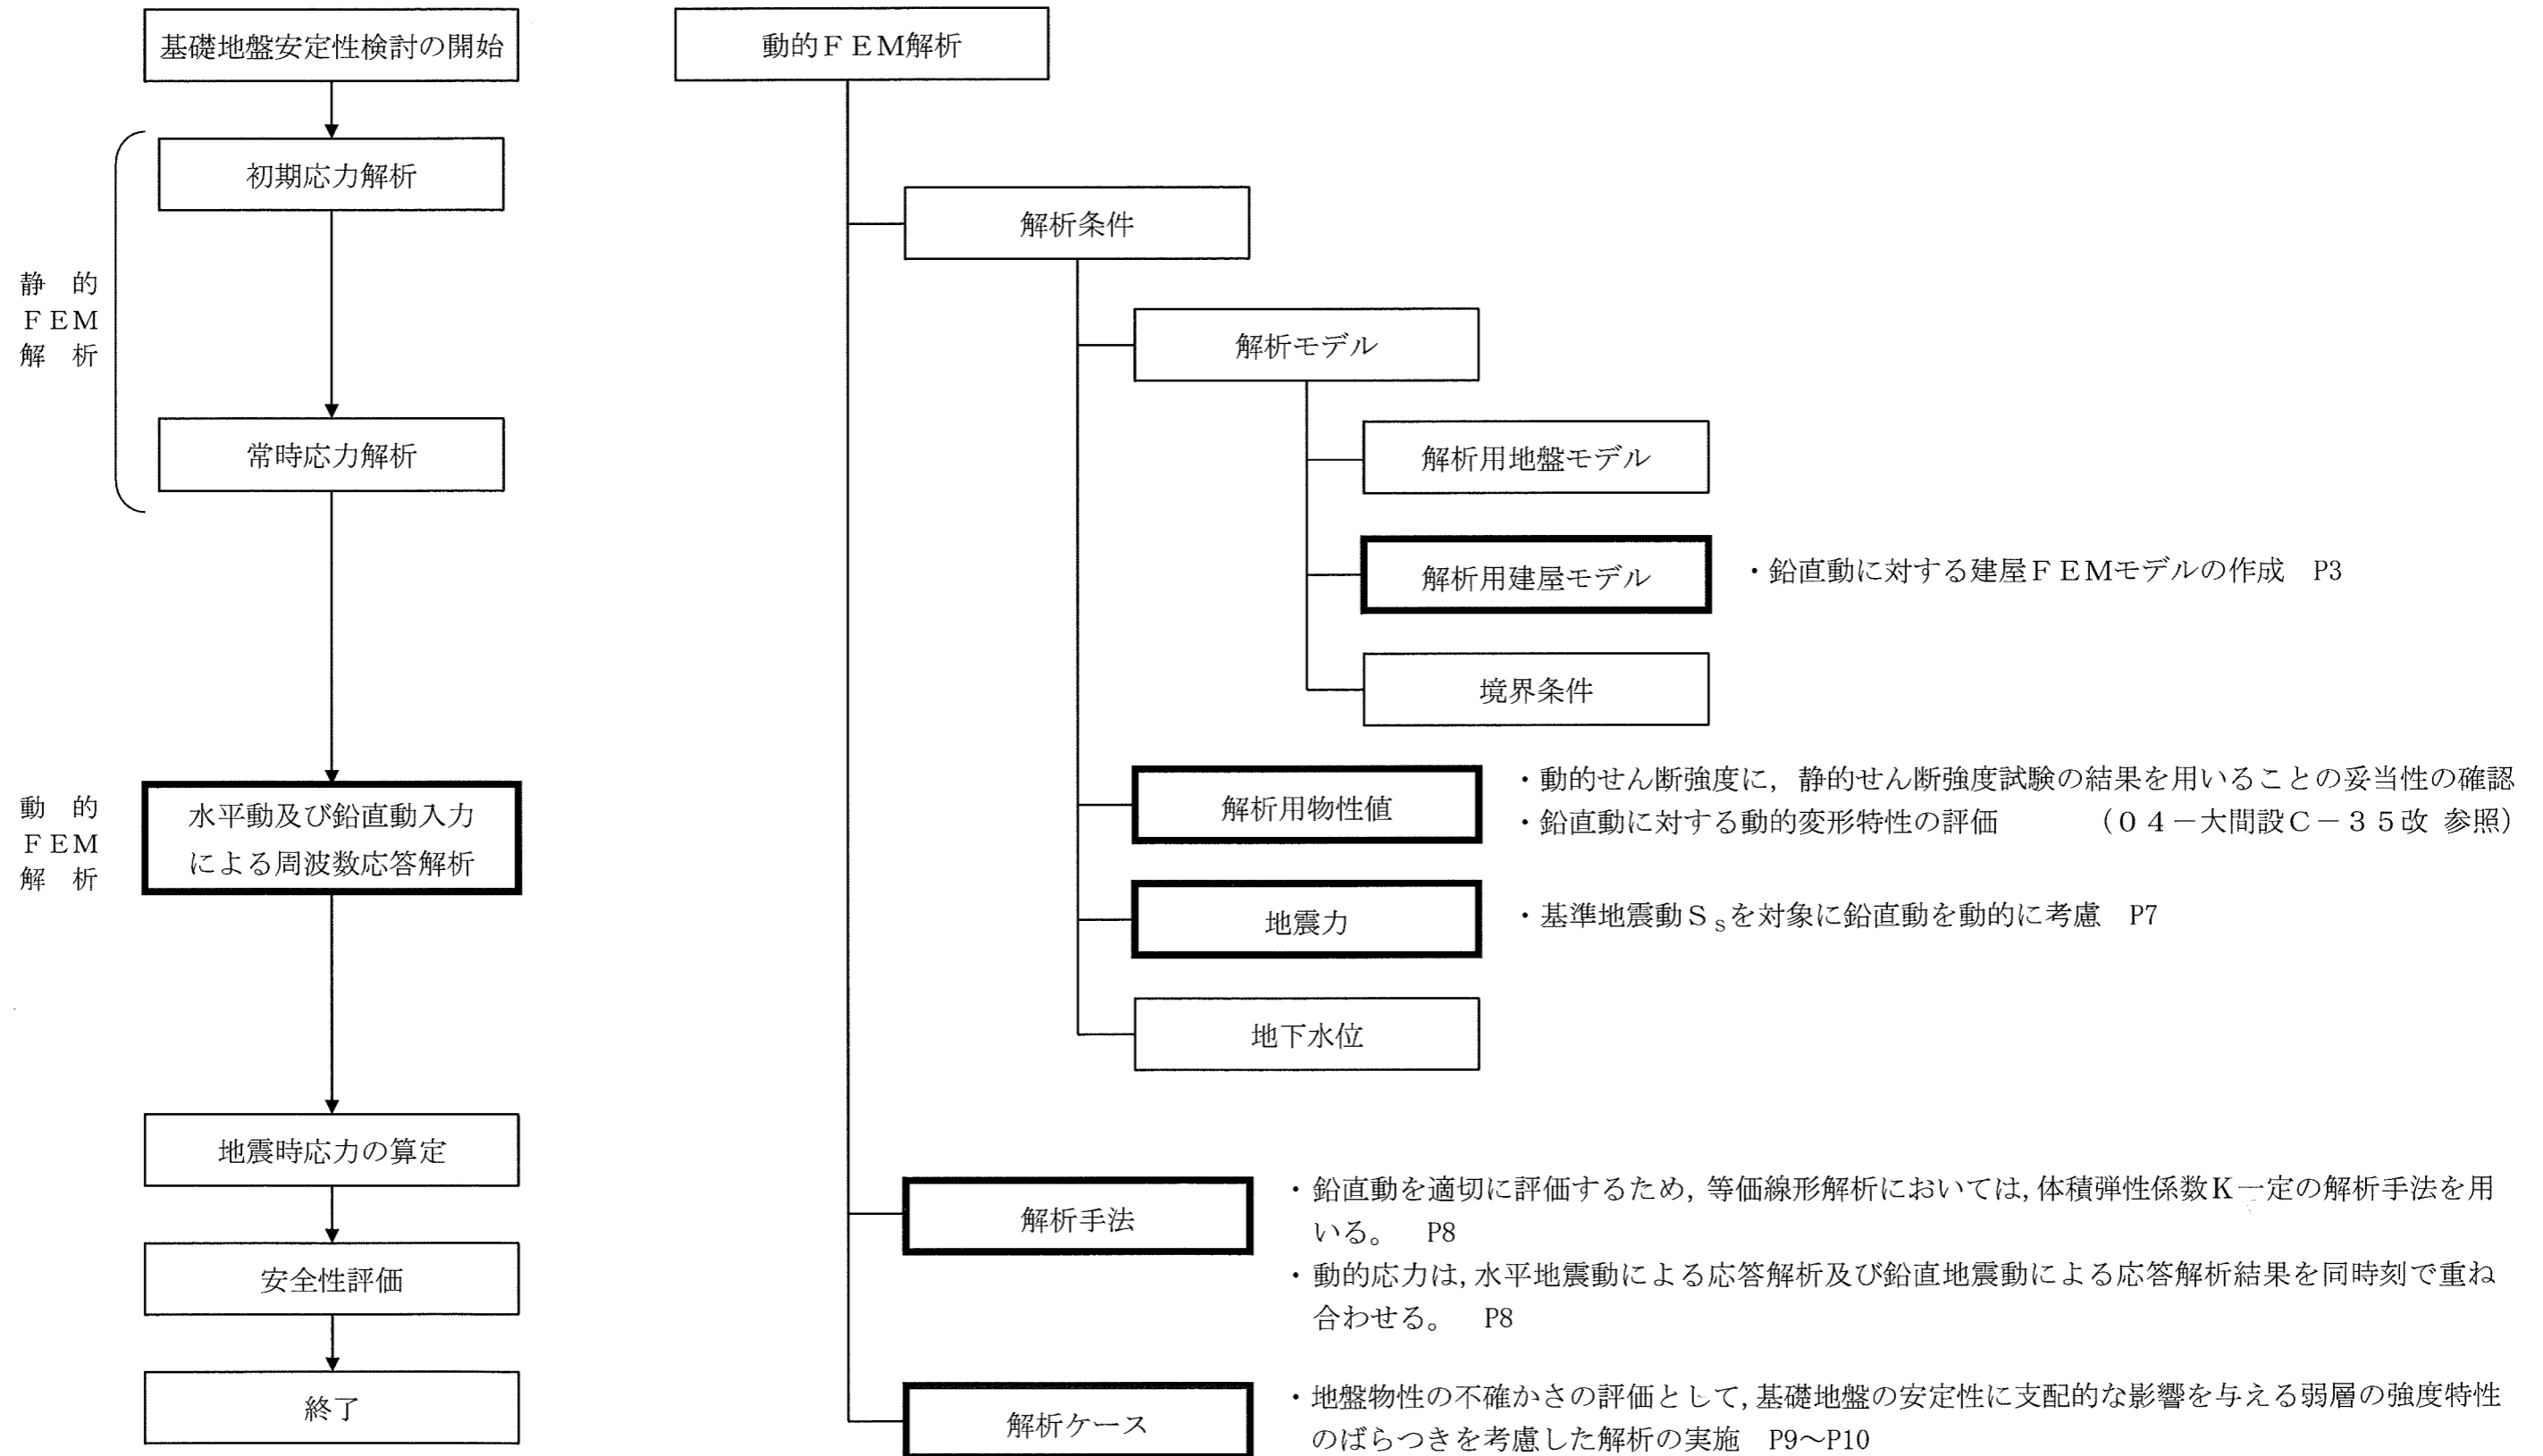 基礎地盤安定性検討の開始
初期応力解析
静的
ＦＥＭ
解析
常時応力解析
動的
ＦＥＭ
解析
水平動及び鉛直動入力
による周波数応答解析
地震時応力の算定
安全性評価
終了
動的ＦＥＭ解析
解析条件
解析モデル
解析用地盤モデル
解析用建屋モデル
・鉛直動に対する建屋ＦＥＭモデルの作成　P3
境界条件
解析用物性値
・動的せん断強度に，静的せん断強度試験の結果を用いることの妥当性の確認
・鉛直動に対する動的変形特性の評価　　　（０４－大間設Ｃ－３５改 参照）
地震力
・基準地震動Ｓsを対象に鉛直動を動的に考慮　P7
地下水位
解析手法
・鉛直動を適切に評価するため，等価線形解析においては，体積弾性係数K一定の解析手法を用
いる。　P8
・動的応力は，水平地震動による応答解析及び鉛直地震動による応答解析結果を同時刻で重ね
合わせる。　P8
解析ケース
・地盤物性の不確かさの評価として，基礎地盤の安定性に支配的な影響を与える弱層の強度特性
のばらつきを考慮した解析の実施　P9～P10